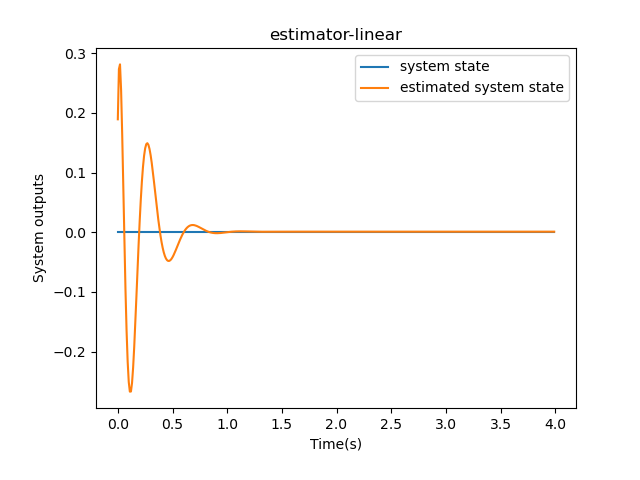 estimator-linear
system state
estimated system state
System outputs
0.3
0.2
0.1
0.0
−0.1
−0.2
0.0 0.5 1.0 1.5 2.0 2.5 3.0 3.5 4.0
Time(s)